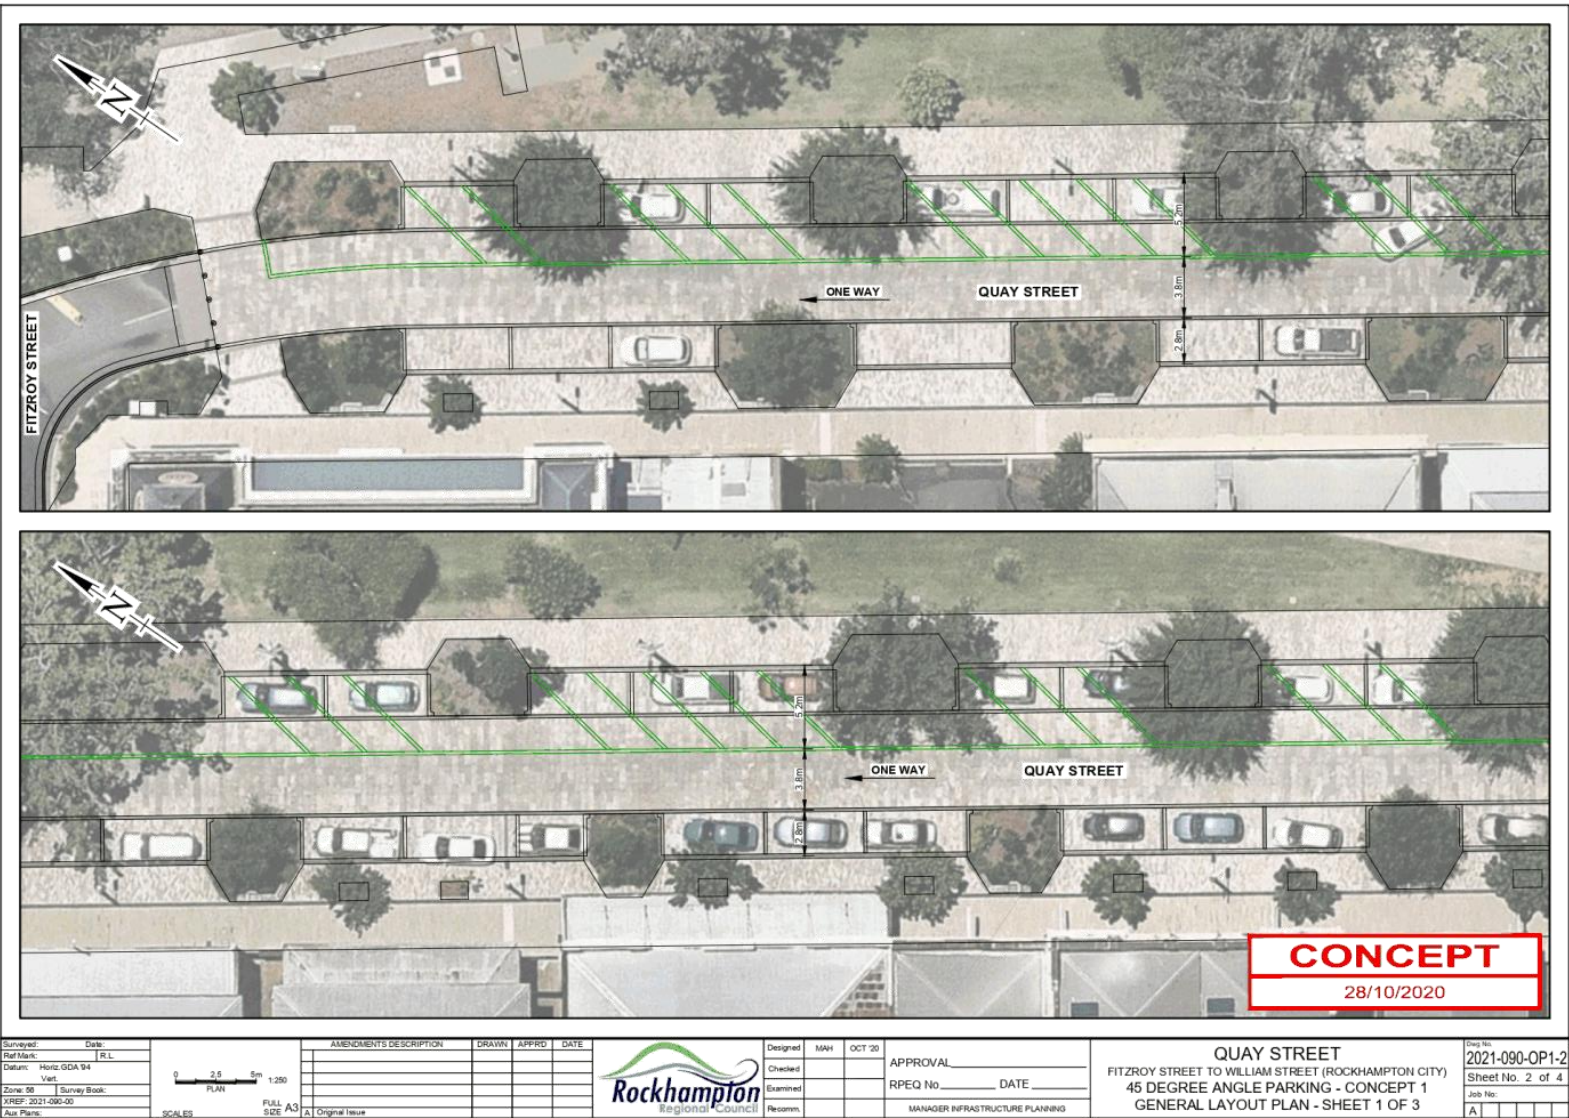 N
5.2m
ONE WAY
QUAY STREET
3.8m
2.8m
FITZROY STREET
N
5.2m
ONE WAY
QUAY STREET
3.8m
2.8m
CONCEPT
28/10/2020
Surveyed: Date:
Ref Mark: R.L
Datum: Horiz. GDA '94
Vert.
Zone: 56 Survey Book:
XREF: 2021-090-00
Aux Plans:
0 2.5 5m 1:250
PLAN
SCALES FULL SIZE A3
AMENDMENTS DESCRIPTION DRAWN APPR'D DATE
A Original Issue
Rockhampton
Regional Council
Designed MAH OCT '20
Checked
Examined
Recomm.
APPROVAL
RPEQ No. DATE
MANAGER INFRASTRUCTURE PLANNING
QUAY STREET
FITZROY STREET TO WILLIAM STREET (ROCKHAMPTON CITY)
45 DEGREE ANGLE PARKING - CONCEPT 1
GENERAL LAYOUT PLAN - SHEET 1 OF 3
Dwg No.
2021-090-OP1-2
Sheet No. 2 of 4
Job No:
A